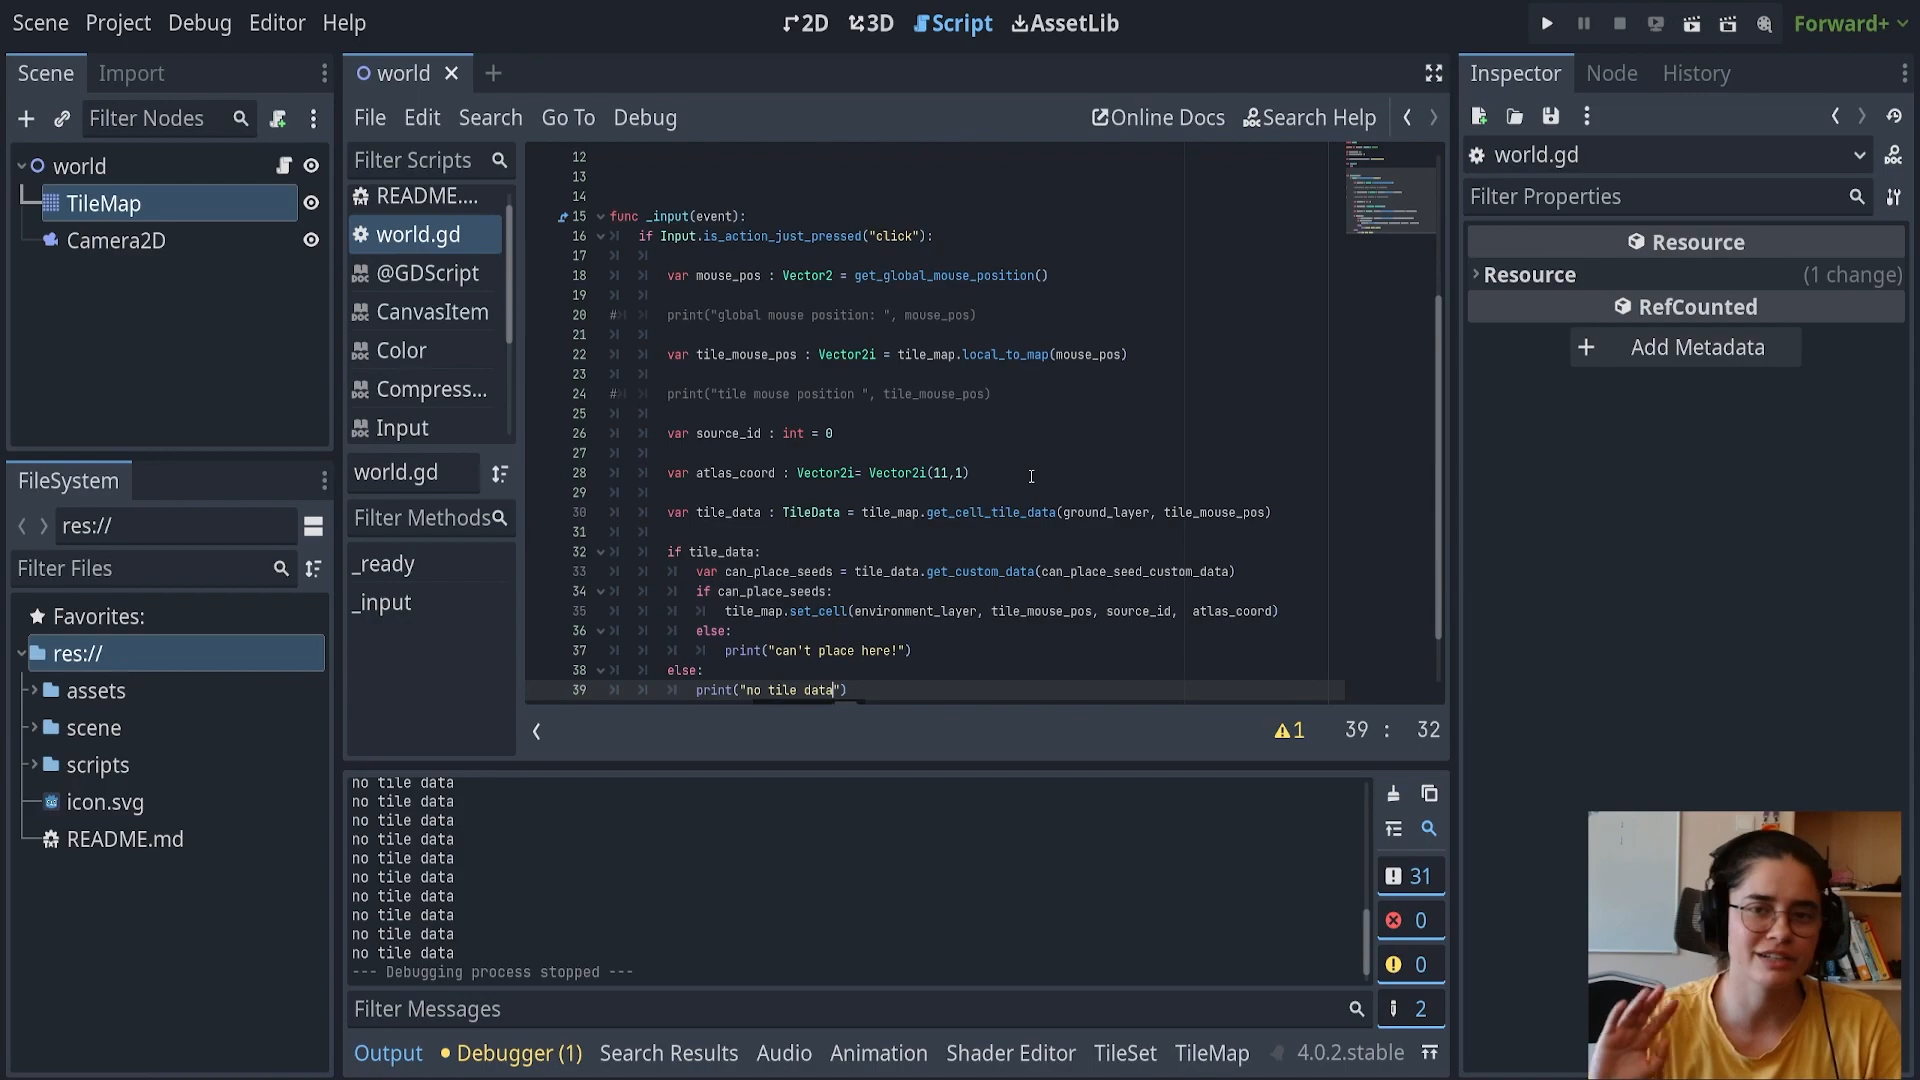 Scene Project Debug Editor Help
2D 3D Script AssetLib
Forward+
Scene Import
Filter Nodes
world
TileMap
Camera2D
FileSystem
res://
Filter Files
Favorites:
res://
assets
scene
scripts
icon.svg
README.md
world
File Edit Search Go To Debug
Online Docs Search Help
Filter Scripts
README....
world.gd
@GDScript
CanvasItem
Color
Compress...
Input
world.gd
Filter Methods
_ready
_input
12
13
14
15 func _input(event):
16 if Input.is_action_just_pressed("click"):
17
18 var mouse_pos : Vector2 = get_global_mouse_position()
19
20 # print("global mouse position: ", mouse_pos)
21
22 var tile_mouse_pos : Vector2i = tile_map.local_to_map(mouse_pos)
23
24 # print("tile mouse position ", tile_mouse_pos)
25
26 var source_id : int = 0
27
28 var atlas_coord : Vector2i= Vector2i(11,1)
29
30 var tile_data : TileData = tile_map.get_cell_tile_data(ground_layer, tile_mouse_pos)
31
32 if tile_data:
33 var can_place_seeds = tile_data.get_custom_data(can_place_seed_custom_data)
34 if can_place_seeds:
35 tile_map.set_cell(environment_layer, tile_mouse_pos, source_id, atlas_coord)
36 else:
37 print("can't place here!")
38 else:
39 print("no tile data")
1 39 : 32
no tile data
no tile data
no tile data
no tile data
no tile data
no tile data
no tile data
no tile data
no tile data
no tile data
--- Debugging process stopped ---
Filter Messages
31
0
0
2
Output Debugger (1) Search Results Audio Animation Shader Editor TileSet TileMap 4.0.2.stable
Inspector Node History
world.gd
Filter Properties
Resource
Resource (1 change)
RefCounted
Add Metadata